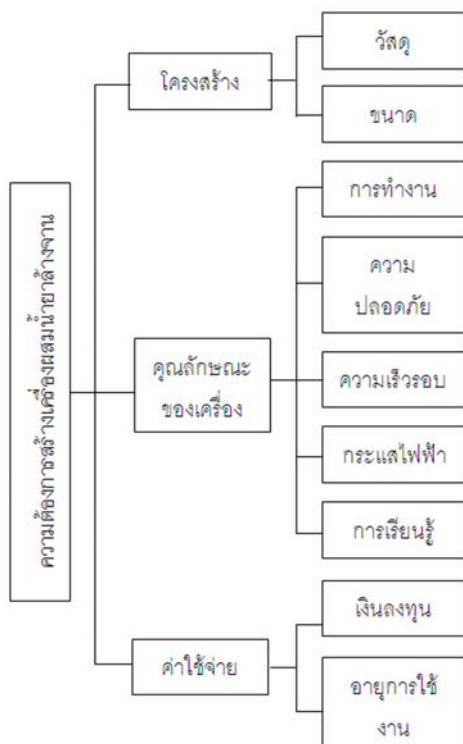 ความต้องการสร้างเครื่องผสมน้ำยาล้างจาน
โครงสร้าง
วัสดุ
ขนาด
คุณลักษณะ
ของเครื่อง
การทำงาน
ความ
ปลอดภัย
ความเร็วรอบ
กระแสไฟฟ้า
การเรียนรู้
ค่าใช้จ่าย
เงินลงทุน
อายุการใช้
งาน